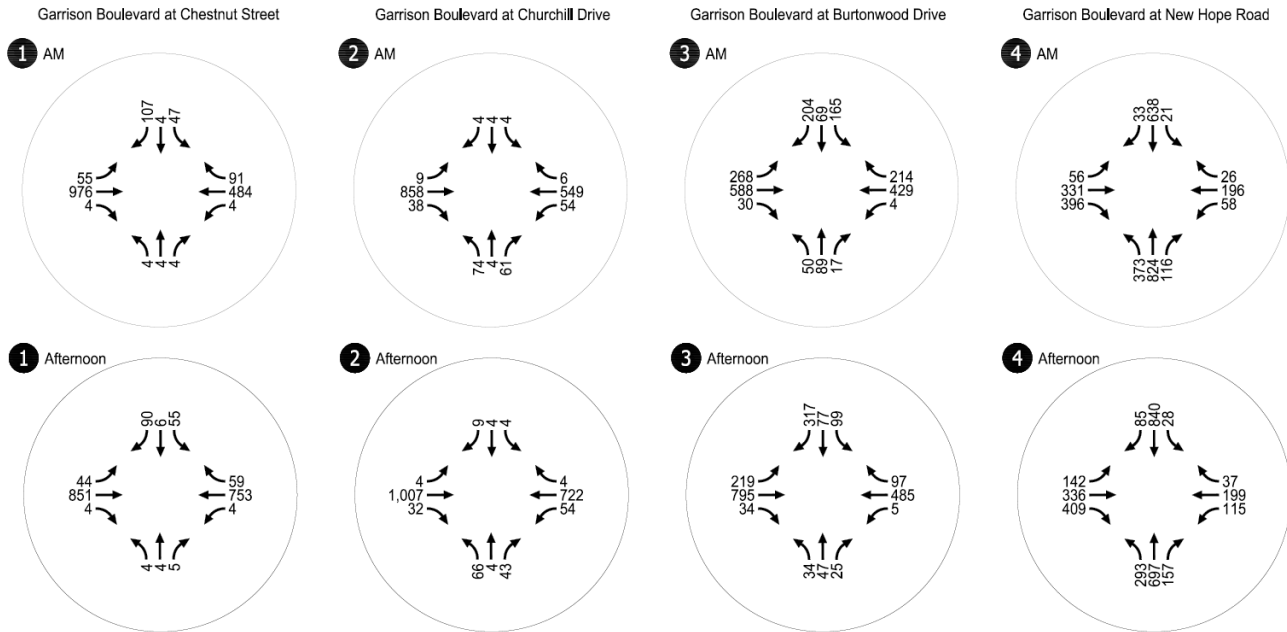 Garrison Boulevard at Chestnut Street
Garrison Boulevard at Churchill Drive
Garrison Boulevard at Burtonwood Drive
Garrison Boulevard at New Hope Road
1 AM
107 4 47
55
976
4
91
484
4
4 4 4
2 AM
4 4 4
9
858
38
6
549
54
74 4 61
3 AM
204 69 165
268
588
30
214
429
4
50 89 17
4 AM
33 638 21
56
331
396
26
196
58
373 824 116
1 Afternoon
90 6 55
44
851
4
59
753
4
4 4 5
2 Afternoon
9 4 4
4
1,007
32
4
722
54
66 4 43
3 Afternoon
317 77 99
219
795
34
97
485
5
34 47 25
4 Afternoon
85 840 28
142
336
409
37
199
115
293 697 157